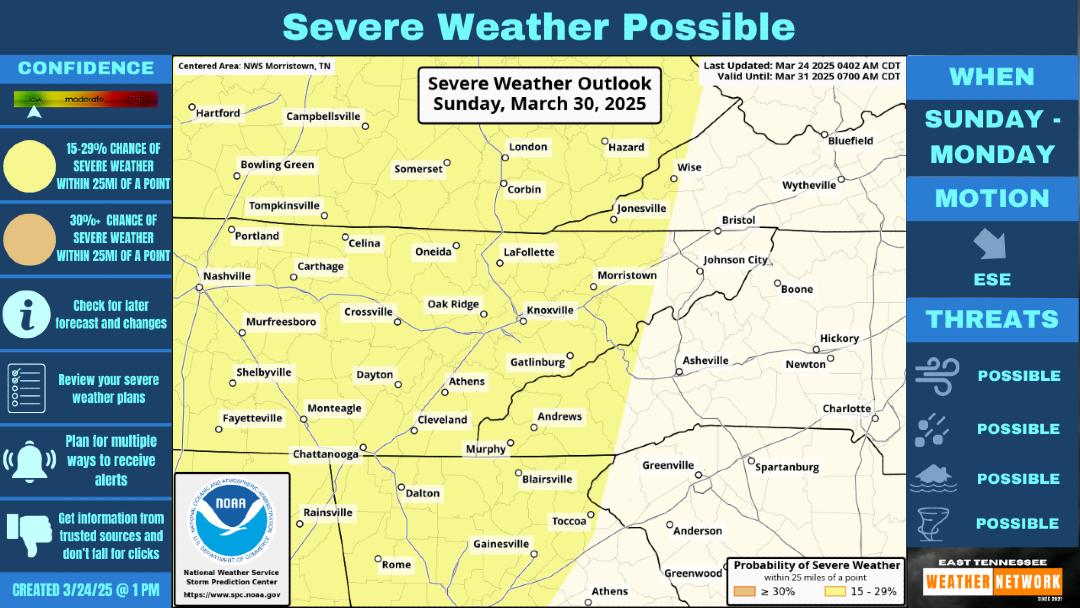 Severe Weather Possible
CONFIDENCE
low moderate high
15-29% CHANCE OF
SEVERE WEATHER
WITHIN 25MI OF A POINT
30%+ CHANCE OF
SEVERE WEATHER
WITHIN 25MI OF A POINT
Check for later
forecast and changes
Review your severe
weather plans
Plan for multiple
ways to receive
alerts
Get information from
trusted sources and
don't fall for clicks
CREATED 3/24/25 @ 1 PM
Centered Area: NWS Morristown, TN
Severe Weather Outlook
Sunday, March 30, 2025
Last Updated: Mar 24 2025 0402 AM CDT
Valid Until: Mar 31 2025 0700 AM CDT
Hartford
Campbellsville
London
Hazard
Bluefield
Bowling Green
Somerset
Wise
Corbin
Wytheville
Tompkinsville
Jonesville
Bristol
Portland
Celina
Oneida
LaFollette
Johnson City
Nashville
Carthage
Morristown
Boone
Oak Ridge
Crossville
Knoxville
Murfreesboro
Hickory
Gatlinburg
Asheville
Newton
Shelbyville
Dayton
Athens
Monteagle
Charlotte
Fayetteville
Cleveland
Andrews
Chattanooga
Murphy
Greenville
Spartanburg
Blairsville
Dalton
Rainsville
Toccoa
Anderson
Gainesville
Rome
Greenwood
Athens
NATIONAL OCEANIC AND ATMOSPHERIC ADMINISTRATION
NOAA
U.S. DEPARTMENT OF COMMERCE
National Weather Service
Storm Prediction Center
https://www.spc.noaa.gov
Probability of Severe Weather
within 25 miles of a point
≥ 30%
15 - 29%
WHEN
SUNDAY -
MONDAY
MOTION
ESE
THREATS
POSSIBLE
POSSIBLE
POSSIBLE
POSSIBLE
EAST TENNESSEE
WEATHER NETWORK
SINCE 2021